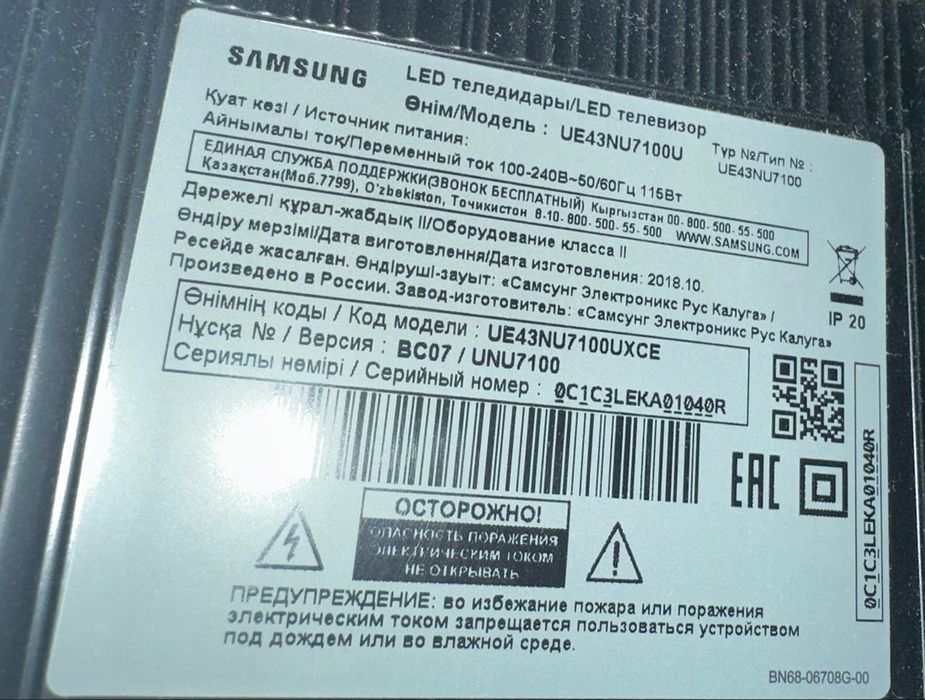 SAMSUNG
LED теледидары/LED телевизор
Өнім/Модель : UE43NU7100U
Түр №/Тип № :
UE43NU7100
Қуат көзі / Источник питания:
Айнымалы тоқ/Переменный ток 100-240В~50/60Гц 115Вт
ЕДИНАЯ СЛУЖБА ПОДДЕРЖКИ(ЗВОНОК БЕСПЛАТНЫЙ) Кыргызстан 00-800-500-55-500
Қазақстан(Моб.7799), O'zbekiston, Тоҷикистон 8-10-800-500-55-500 WWW.SAMSUNG.COM
Дәрежелі құрал-жабдық II/Оборудование класса II
Өндіру мерзімі/Дата выготовления/Дата изготовления: 2018.10.
Ресейде жасалған. Өндіруші-зауыт: «Самсунг Электроникс Рус Калуга» /
Произведено в России. Завод-изготовитель: «Самсунг Электроникс Рус Калуга»
IP 20
Өнімнің коды / Код модели : UE43NU7100UXCE
Нұсқа № / Версия : BC07 / UNU7100
Сериялы нөмірі / Серийный номер : 0C1C3LEKA01040R
0C1C3LEKA01040R
EAC
ОСТОРОЖНО!
ОПАСНОСТЬ ПОРАЖЕНИЯ
ЭЛЕКТРИЧЕСКИМ ТОКОМ
НЕ ОТКРЫВАТЬ
ПРЕДУПРЕЖДЕНИЕ: во избежание пожара или поражения
электрическим током запрещается пользоваться устройством
под дождем или во влажной среде.
BN68-06708G-00